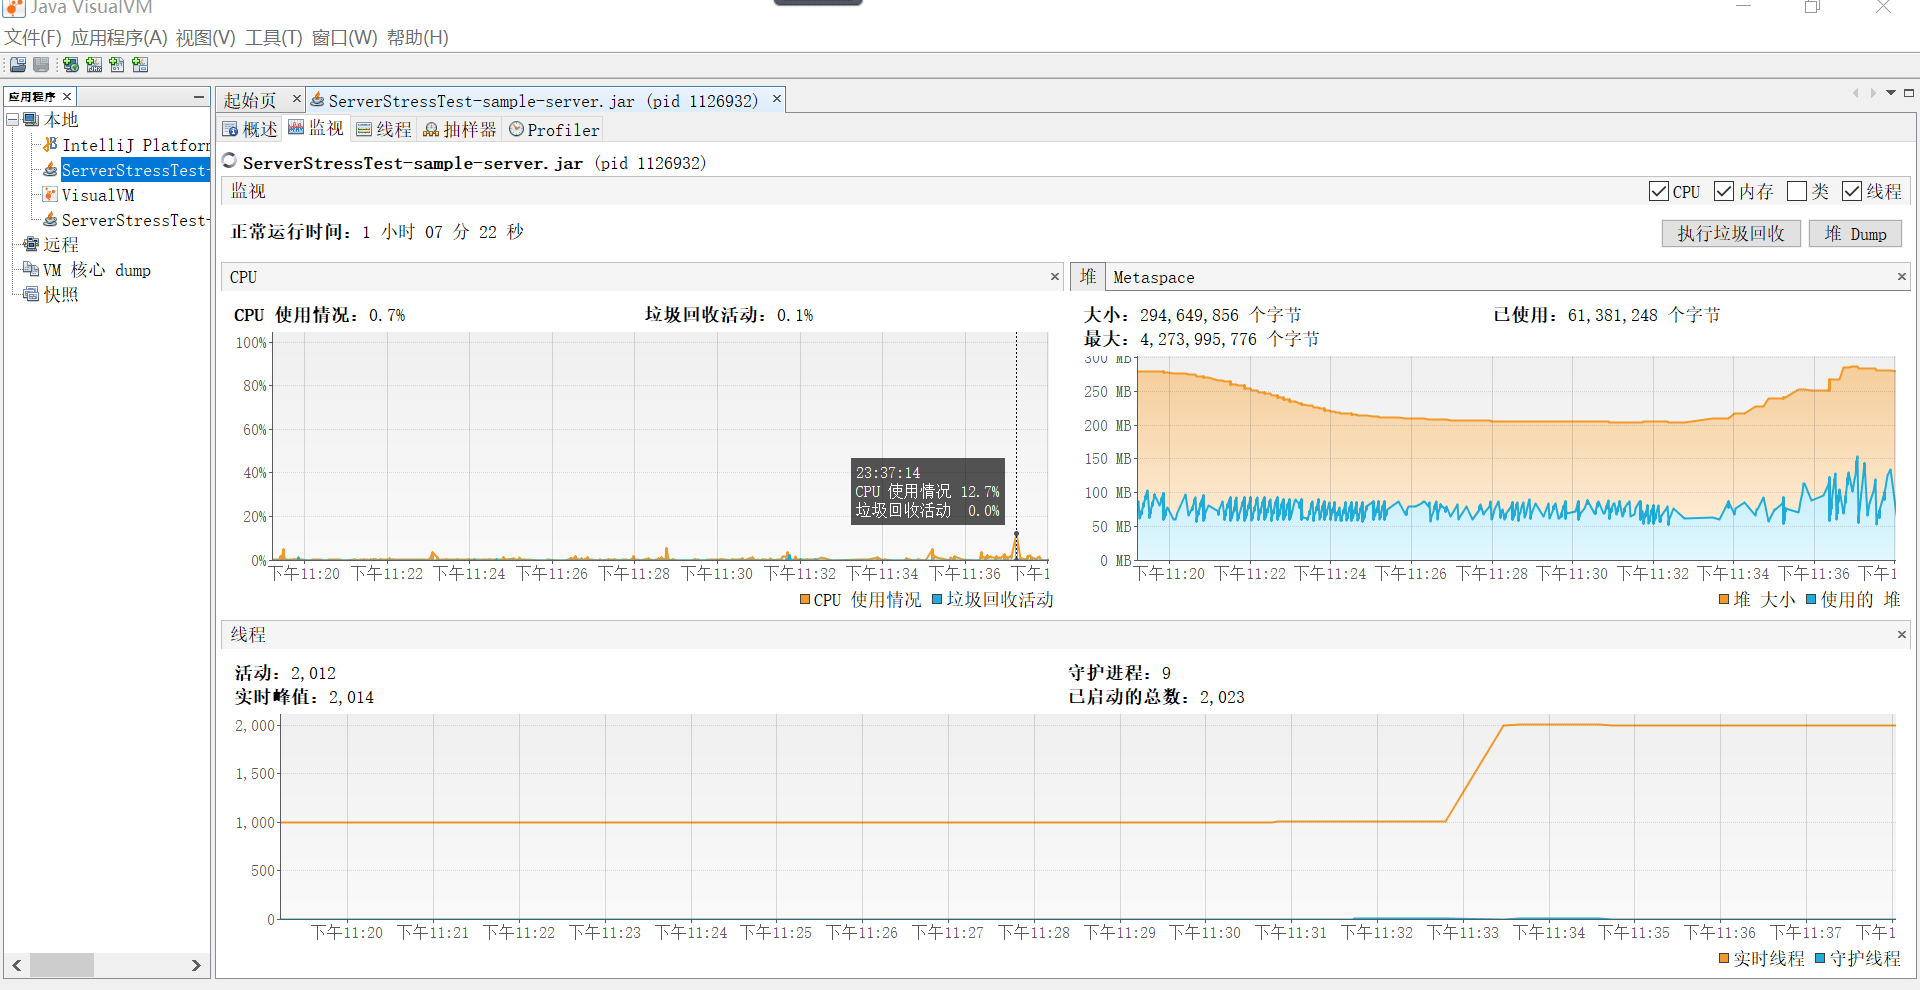 Java VisualVM
文件(F) 应用程序(A) 视图(V) 工具(T) 窗口(W) 帮助(H)
应用程序
本地
IntelliJ Platform
ServerStressTest-
VisualVM
ServerStressTest-
远程
VM 核心 dump
快照
起始页 ServerStressTest-sample-server.jar (pid 1126932)
概述 监视 线程 抽样器 Profiler
ServerStressTest-sample-server.jar (pid 1126932)
监视 CPU 内存 类 线程
正常运行时间: 1 小时 07 分 22 秒 执行垃圾回收 堆 Dump
CPU
CPU 使用情况: 0.7% 垃圾回收活动: 0.1%
100%
80%
60%
40%
20%
0%
23:37:14
CPU 使用情况 12.7%
垃圾回收活动 0.0%
下午11:20 下午11:22 下午11:24 下午11:26 下午11:28 下午11:30 下午11:32 下午11:34 下午11:36 下午1
CPU 使用情况 垃圾回收活动
堆 Metaspace
大小: 294,649,856 个字节 已使用: 61,381,248 个字节
最大: 4,273,995,776 个字节
300 MB
250 MB
200 MB
150 MB
100 MB
50 MB
0 MB
下午11:20 下午11:22 下午11:24 下午11:26 下午11:28 下午11:30 下午11:32 下午11:34 下午11:36 下午1
堆 大小 使用的 堆
线程
活动: 2,012 守护进程: 9
实时峰值: 2,014 已启动的总数: 2,023
2,000
1,500
1,000
500
0
下午11:20 下午11:21 下午11:22 下午11:23 下午11:24 下午11:25 下午11:26 下午11:27 下午11:28 下午11:29 下午11:30 下午11:31 下午11:32 下午11:33 下午11:34 下午11:35 下午11:36 下午11:37 下午1
实时线程 守护线程